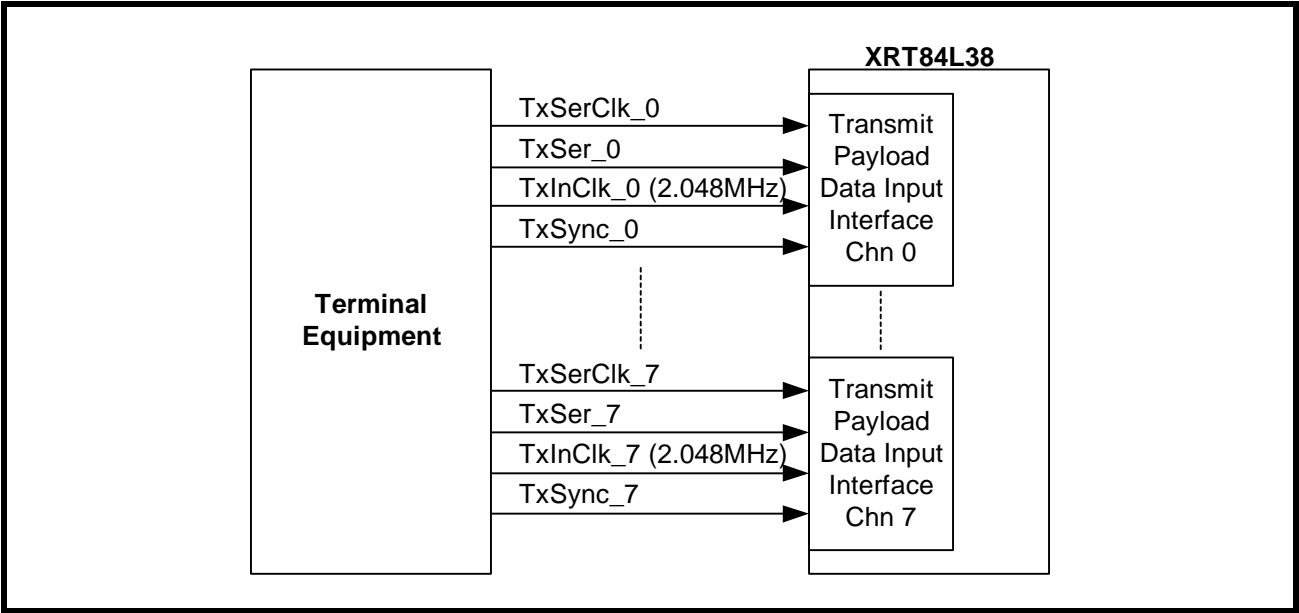 XRT84L38
Terminal
Equipment
TxSerClk_0
TxSer_0
TxInClk_0 (2.048MHz)
TxSync_0
Transmit
Payload
Data Input
Interface
Chn 0
TxSerClk_7
TxSer_7
TxInClk_7 (2.048MHz)
TxSync_7
Transmit
Payload
Data Input
Interface
Chn 7